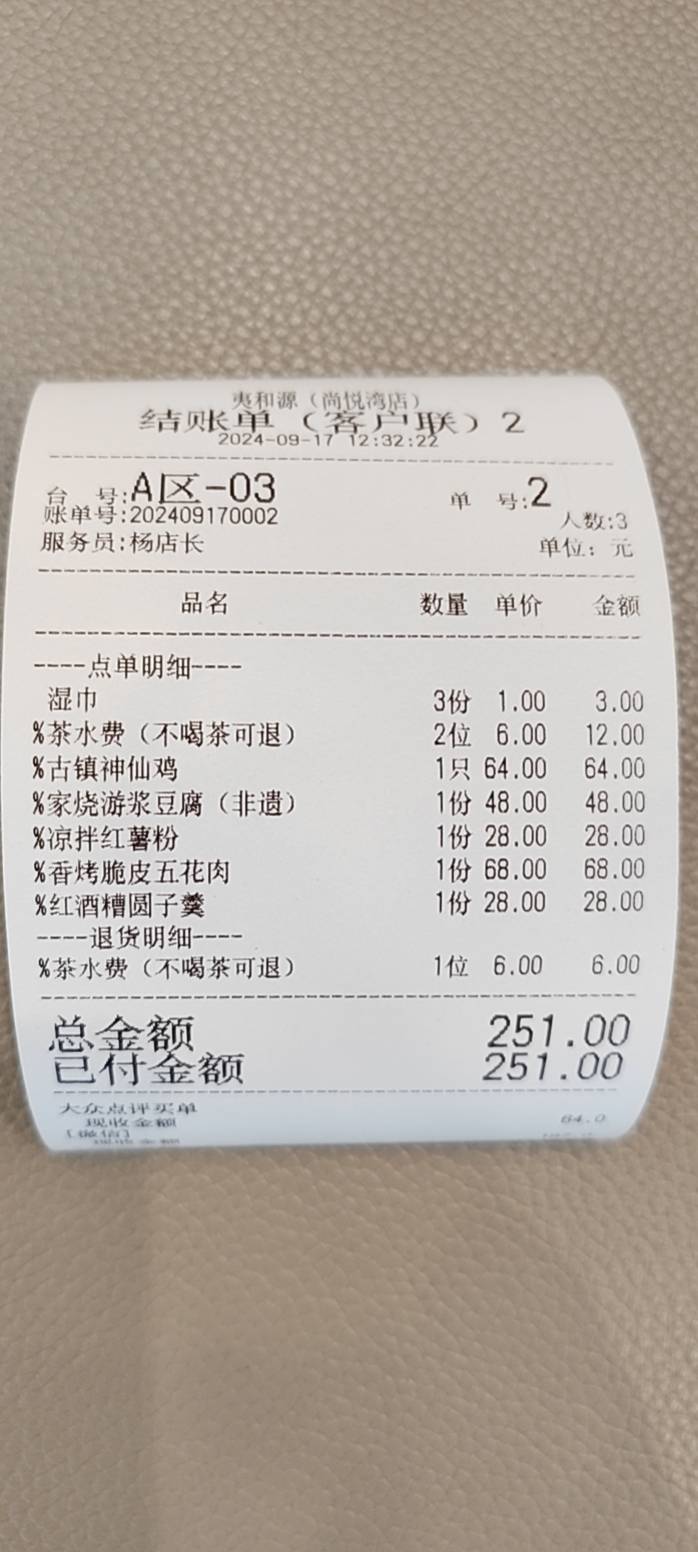 夷和源（尚悦湾店）
结账单（客户联）2
2024-09-17 12:32:22
台 号:A区-03 单 号:2
账单号:202409170002 人数:3
服务员:杨店长 单位：元
品名 数量 单价 金额
----点单明细----
湿巾 3份 1.00 3.00
%茶水费（不喝茶可退） 2位 6.00 12.00
%古镇神仙鸡 1只 64.00 64.00
%家烧游浆豆腐（非遗） 1份 48.00 48.00
%凉拌红薯粉 1份 28.00 28.00
%香烤脆皮五花肉 1份 68.00 68.00
%红酒糟圆子羹 1份 28.00 28.00
----退货明细----
%茶水费（不喝茶可退） 1位 6.00 6.00
总金额 251.00
已付金额 251.00
大众点评买单
现收金额 64.0
[微信]
现收金额